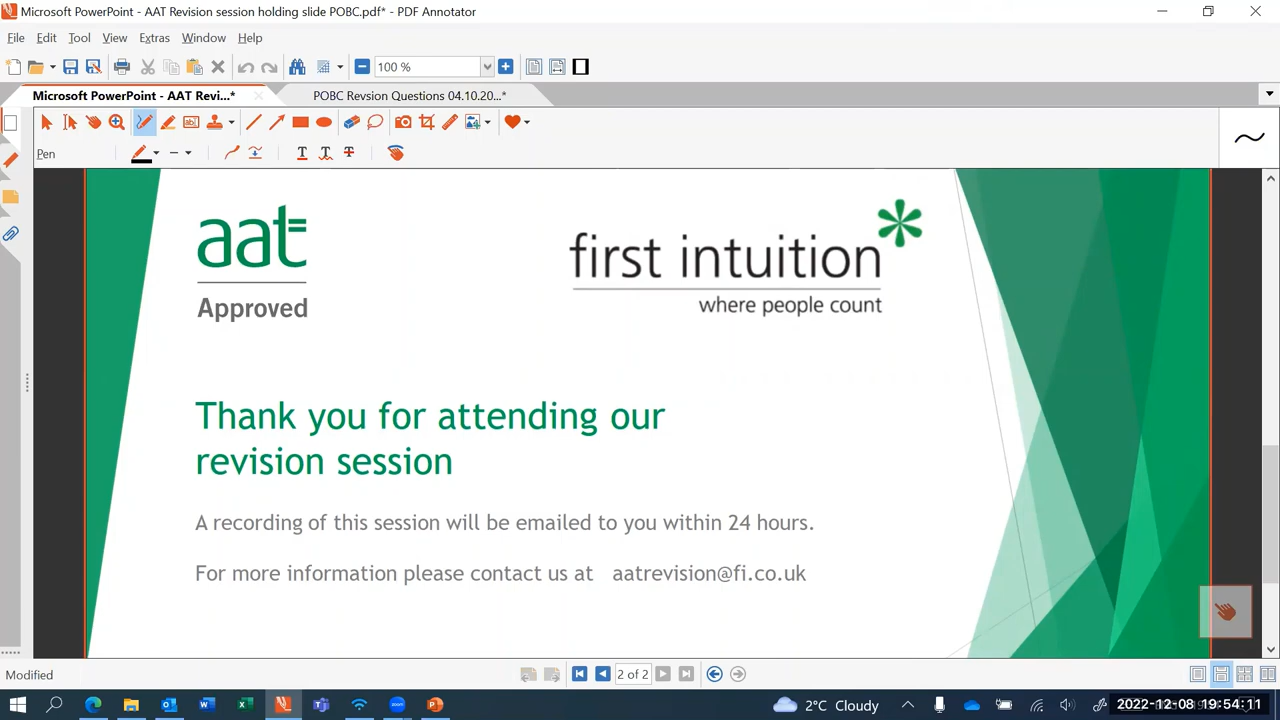 Microsoft PowerPoint - AAT Revision session holding slide POBC.pdf* - PDF Annotator
File Edit Tool View Extras Window Help
100 %
Microsoft PowerPoint - AAT Revi...* POBC Revsion Questions 04.10.20...*
Pen
aat
Approved
first intuition
where people count
Thank you for attending our
revision session
A recording of this session will be emailed to you within 24 hours.
For more information please contact us at aatrevision@fi.co.uk
Modified
2 of 2
2°C Cloudy
2022-12-08 19:54:11